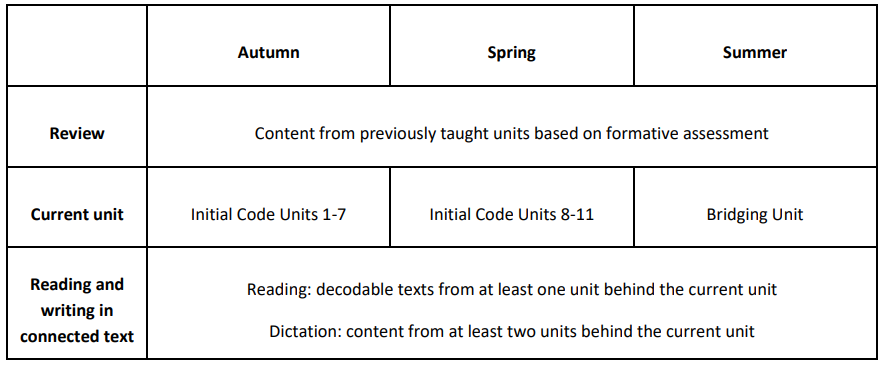 Autumn
Spring
Summer
Review
Content from previously taught units based on formative assessment
Current unit
Initial Code Units 1-7
Initial Code Units 8-11
Bridging Unit
Reading and
writing in
connected text
Reading: decodable texts from at least one unit behind the current unit
Dictation: content from at least two units behind the current unit